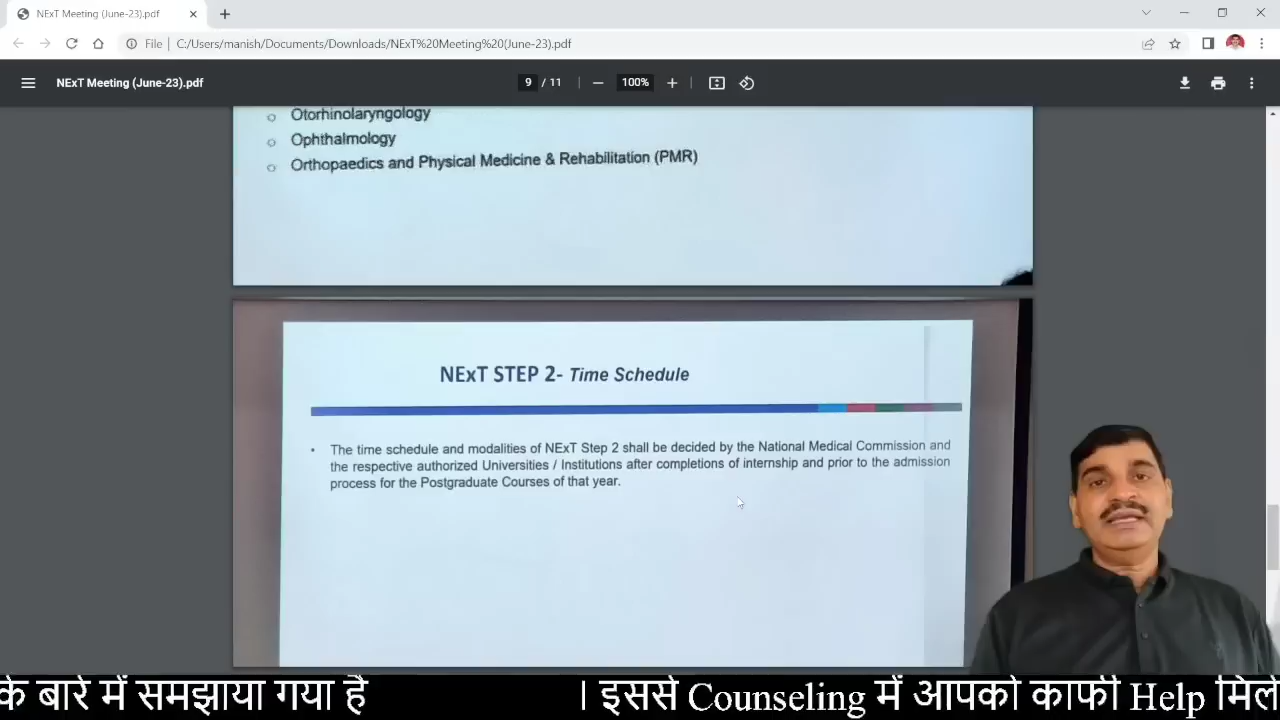 NExT Meeting (June-23).pdf
File
C:/Users/manish/Documents/Downloads/NExT%20Meeting%20(June-23).pdf
NExT Meeting (June-23).pdf
9 / 11
100%
Otorhinolaryngology
Ophthalmology
Orthopaedics and Physical Medicine & Rehabilitation (PMR)
NExT STEP 2- Time Schedule
The time schedule and modalities of NExT Step 2 shall be decided by the National Medical Commission and
the respective authorized Universities / Institutions after completions of internship and prior to the admission
process for the Postgraduate Courses of that year.
के बारे में समझाया गया है । इससे Counseling में आपको काफी Help मिले